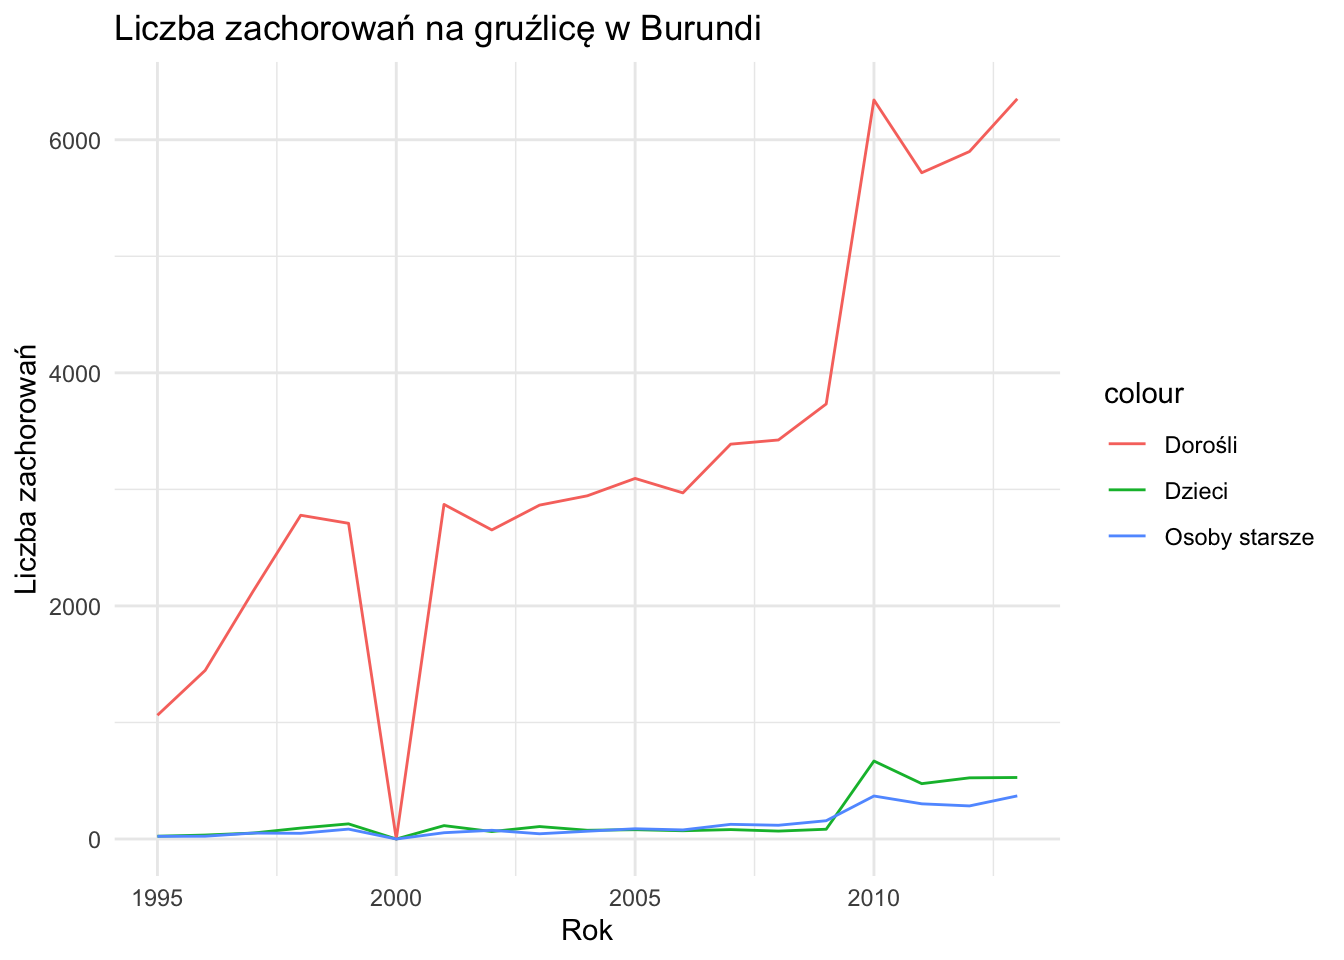 Liczba zachorowań na gruźlicę w Burundi
Liczba zachorowań
6000
4000
2000
0
1995
2000
2005
2010
Rok
colour
Dorośli
Dzieci
Osoby starsze